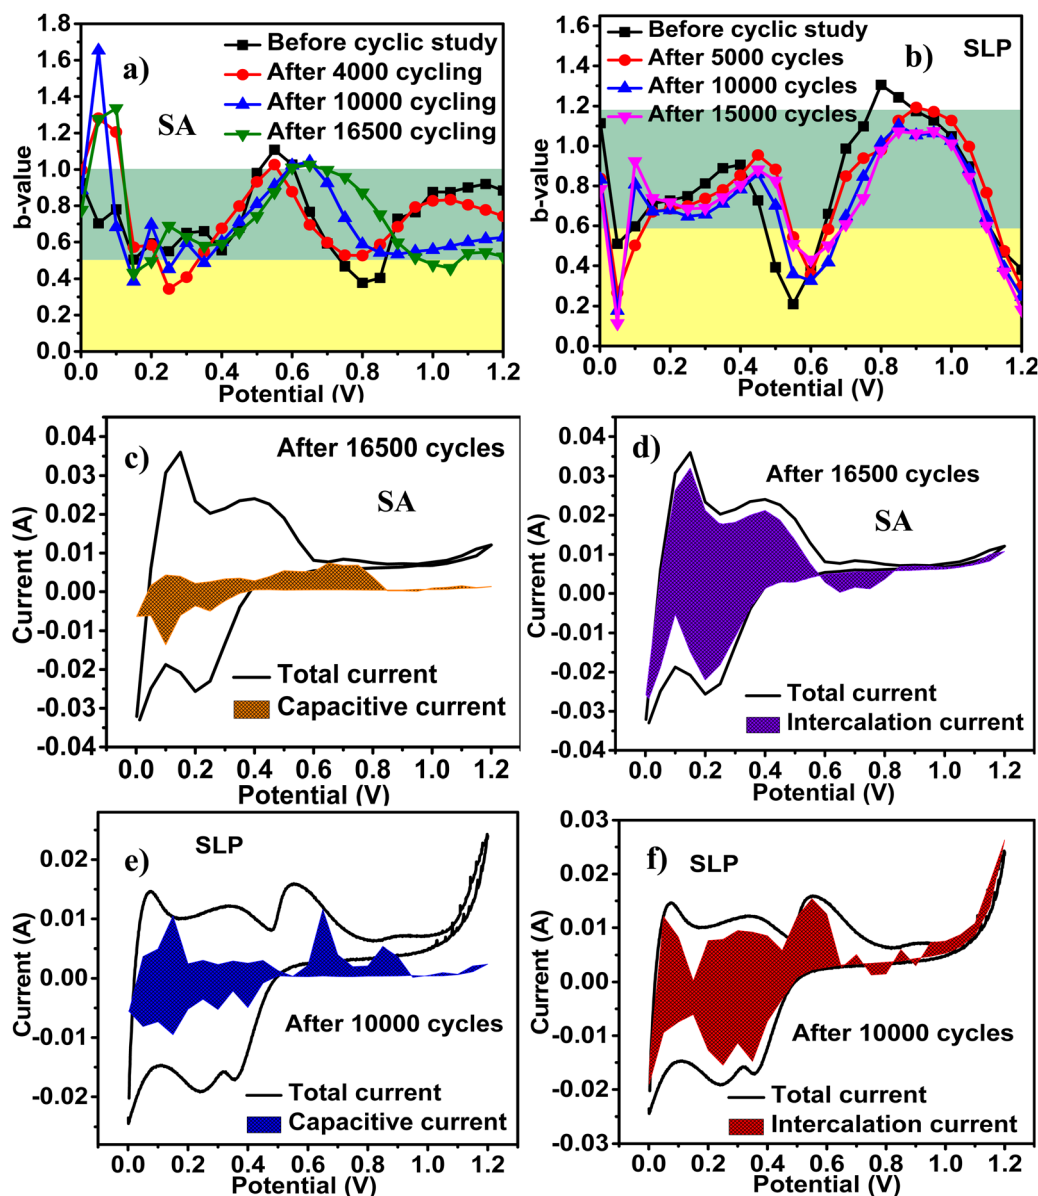 a)
SA
Before cyclic study
After 4000 cycling
After 10000 cycling
After 16500 cycling
b-value
1.8
1.6
1.4
1.2
1.0
0.8
0.6
0.4
0.2
0.0
0.0 0.2 0.4 0.6 0.8 1.0 1.2
Potential (V)
b)
SLP
Before cyclic study
After 5000 cycles
After 10000 cycles
After 15000 cycles
b-value
1.6
1.4
1.2
1.0
0.8
0.6
0.4
0.2
0.0
0.0 0.2 0.4 0.6 0.8 1.0 1.2
Potential (V)
c)
After 16500 cycles
SA
Total current
Capacitive current
Current (A)
0.04
0.03
0.02
0.01
0.00
-0.01
-0.02
-0.03
-0.04
0.0 0.2 0.4 0.6 0.8 1.0 1.2
Potential (V)
d)
After 16500 cycles
SA
Total current
Intercalation current
Current (A)
0.04
0.03
0.02
0.01
0.00
-0.01
-0.02
-0.03
-0.04
0.0 0.2 0.4 0.6 0.8 1.0 1.2
Potential (V)
e)
SLP
After 10000 cycles
Total current
Capacitive current
Current (A)
0.02
0.01
0.00
-0.01
-0.02
0.0 0.2 0.4 0.6 0.8 1.0 1.2
Potential (V)
f)
SLP
After 10000 cycles
Total current
Intercalation current
Current (A)
0.03
0.02
0.01
0.00
-0.01
-0.02
-0.03
0.0 0.2 0.4 0.6 0.8 1.0 1.2
Potential (V)